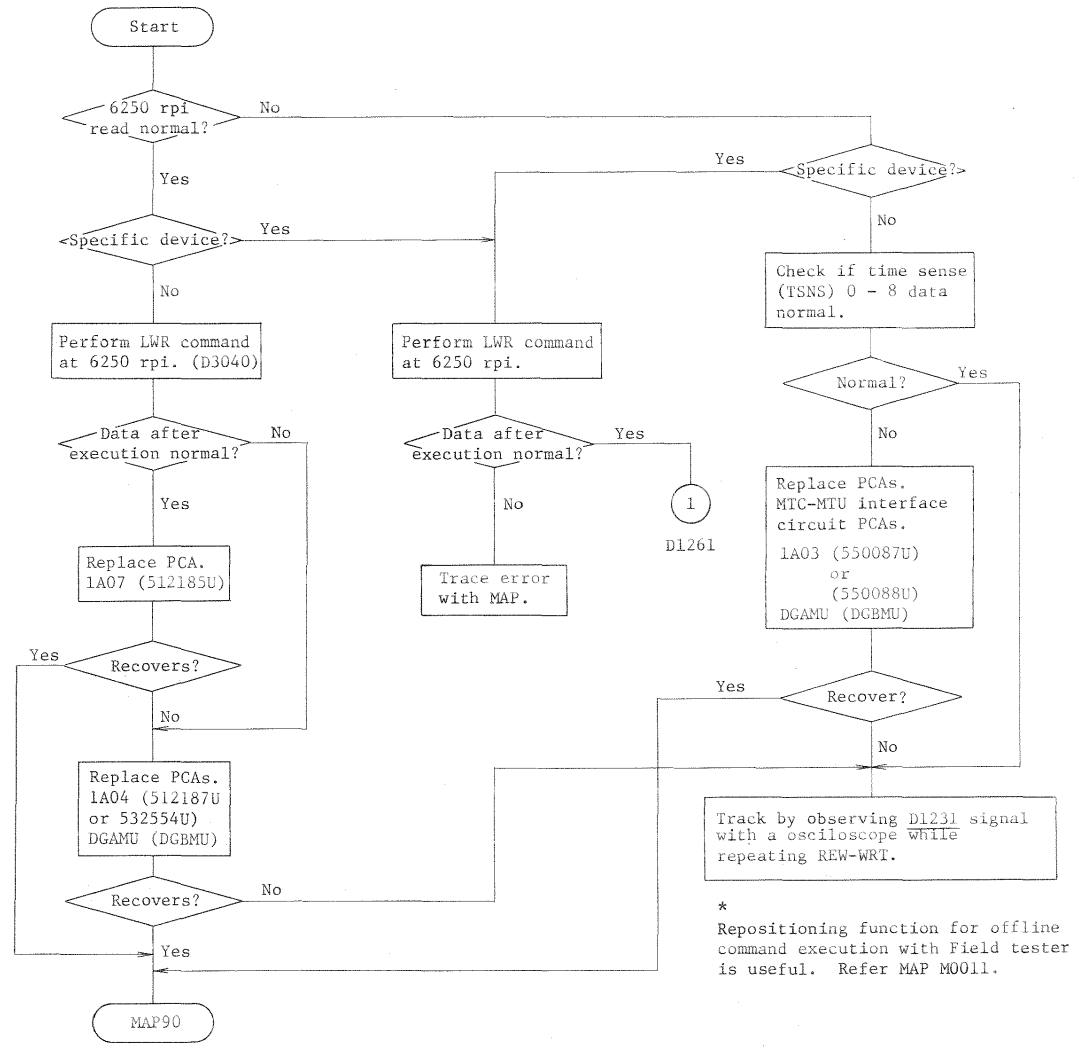 Start
6250 rpi
read normal?
No
Yes
Specific device?
Yes
Yes
Specific device?
No
No
Check if time sense
(TSNS) 0 - 8 data
normal.
Perform LWR command
at 6250 rpi. (D3040)
Perform LWR command
at 6250 rpi.
Normal?
Yes
No
Data after
execution normal?
No
Yes
Data after
execution normal?
Yes
No
1
D1261
Replace PCAs.
MTC-MTU interface
circuit PCAs.
1A03 (550087U)
or
(550088U)
DGAMU (DGBMU)
Replace PCA.
1A07 (512185U)
Trace error
with MAP.
Yes
Recovers?
No
Yes
Recover?
No
Replace PCAs.
1A04 (512187U
or 532554U)
DGAMU (DGBMU)
Track by observing D1231 signal
with a osciloscope while
repeating REW-WRT.
Recovers?
No
Yes
*
Repositioning function for offline
command execution with Field tester
is useful. Refer MAP M0011.
MAP90